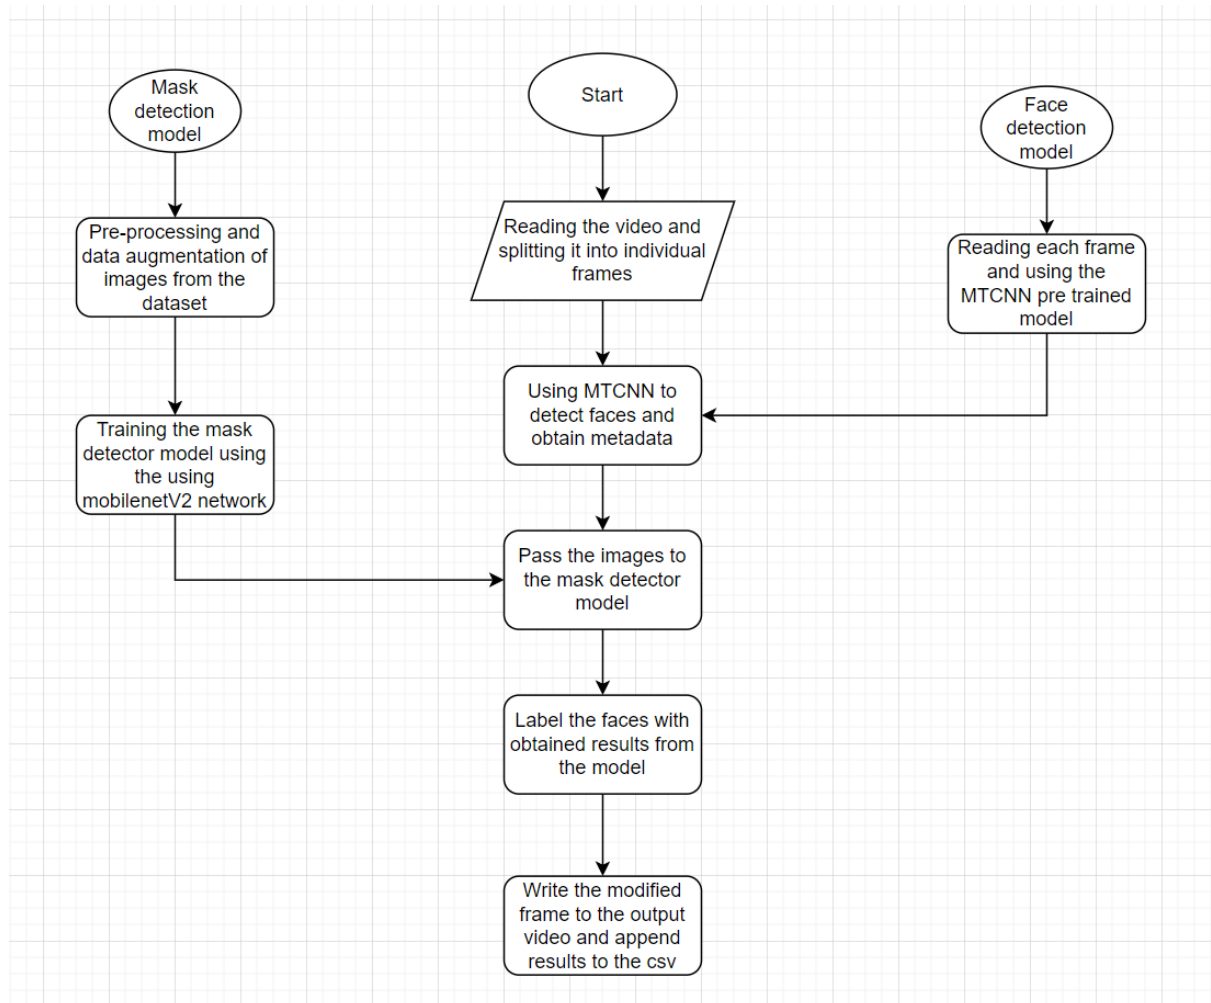 Mask
detection
model
Start
Face
detection
model
Pre-processing and
data augmentation of
images from the
dataset
Reading the video and
splitting it into individual
frames
Reading each frame
and using the
MTCNN pre trained
model
Using MTCNN to
detect faces and
obtain metadata
Training the mask
detector model using
the using
mobilenetV2 network
Pass the images to
the mask detector
model
Label the faces with
obtained results from
the model
Write the modified
frame to the output
video and append
results to the csv